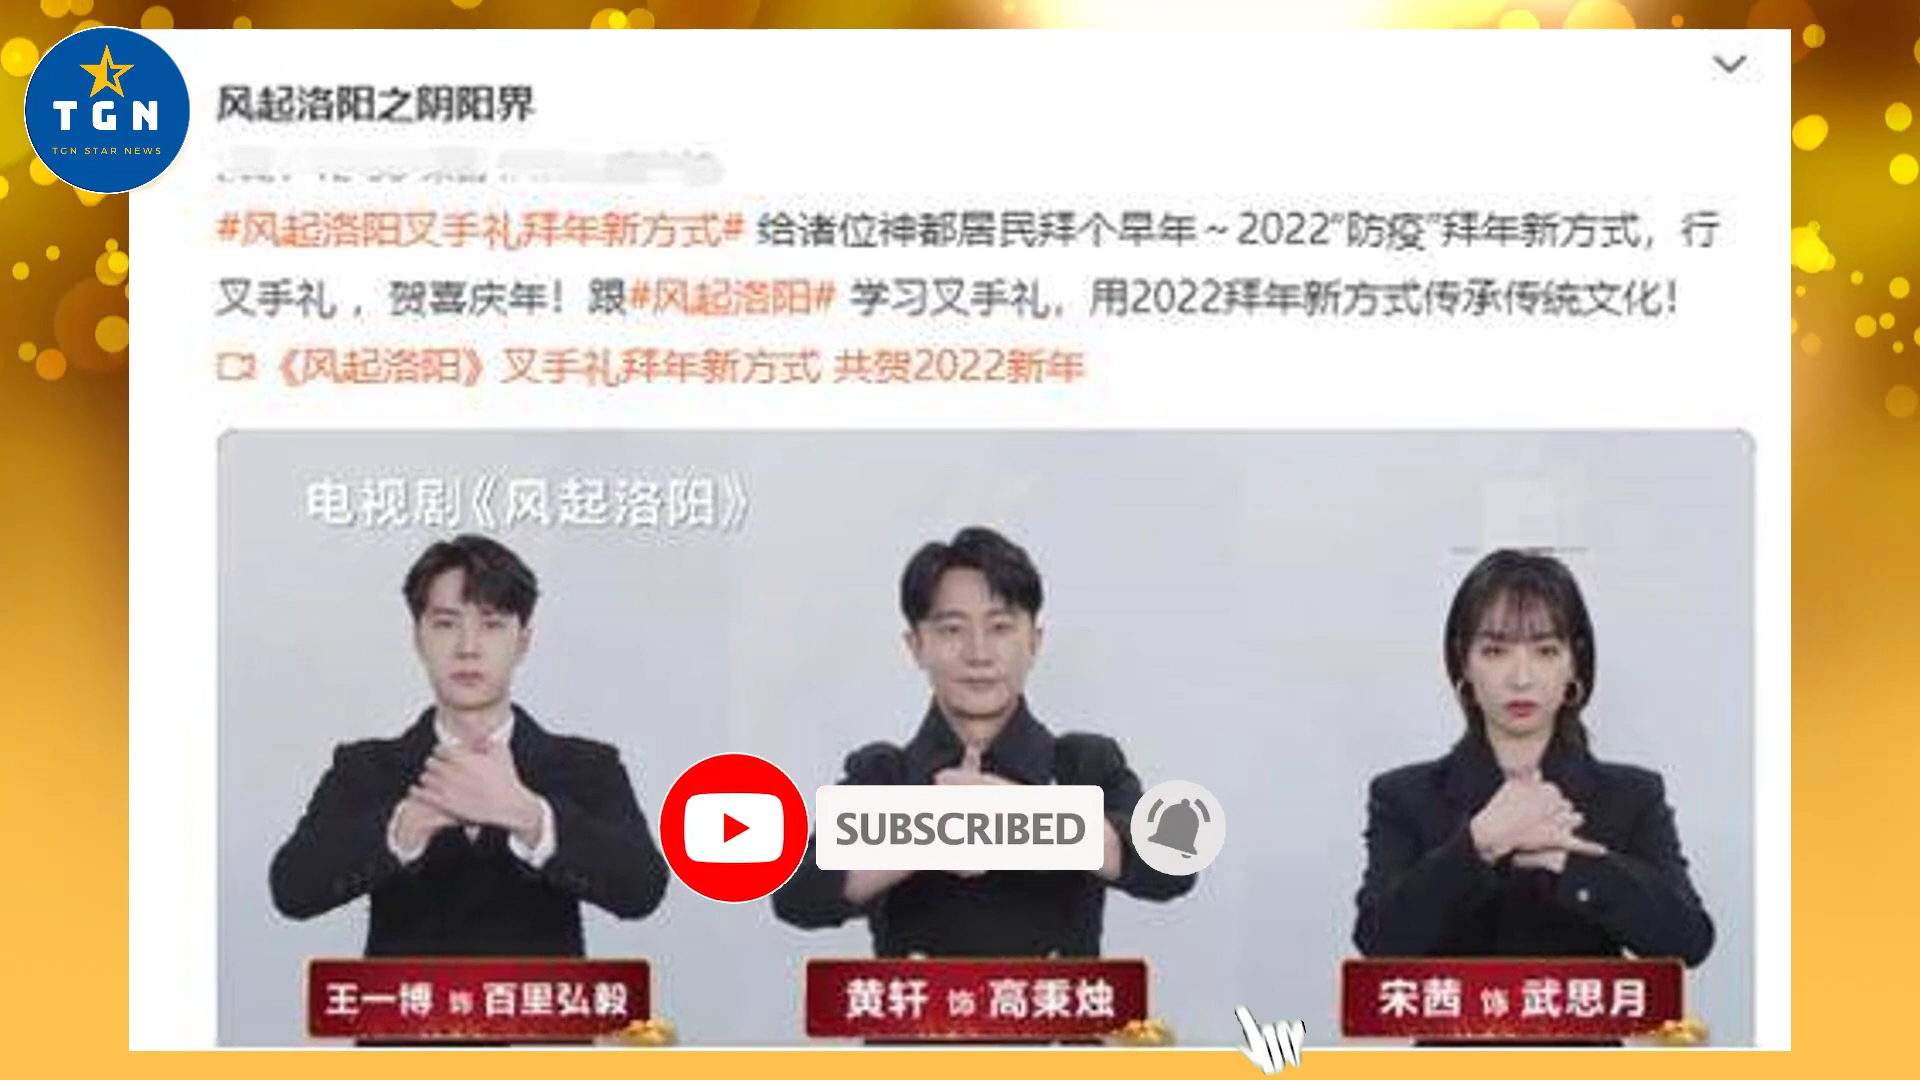 TGN
TGN STAR NEWS
风起洛阳之阴阳界
#风起洛阳叉手礼拜年新方式# 给诸位神都居民拜个早年~2022“防疫”拜年新方式，行
叉手礼，贺喜庆年！跟#风起洛阳# 学习叉手礼，用2022拜年新方式传承传统文化！
《风起洛阳》叉手礼拜年新方式 共贺2022新年
电视剧《风起洛阳》
SUBSCRIBED
王一博 饰 百里弘毅
黄轩 饰 高秉烛
宋茜 饰 武思月